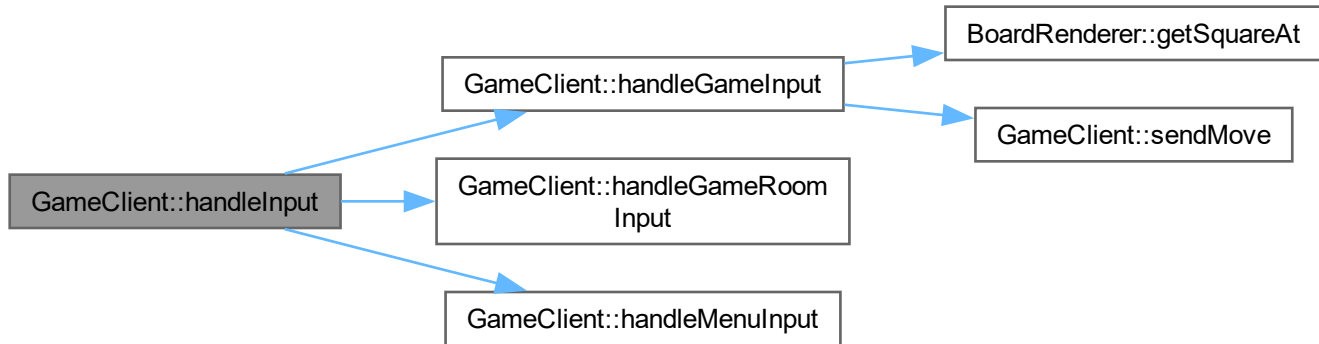 BoardRenderer::getSquareAt
GameClient::handleGameInput
GameClient::sendMove
GameClient::handleInput
GameClient::handleGameRoom
Input
GameClient::handleMenuInput